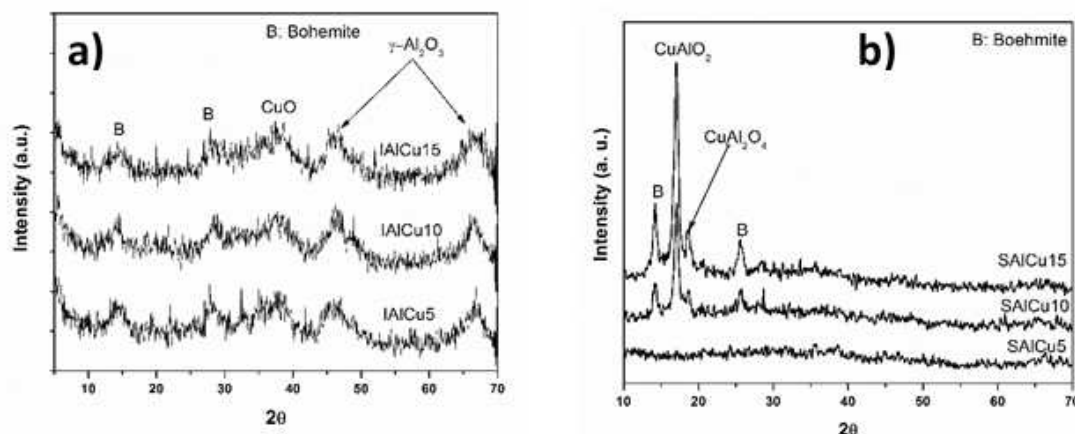 a)
B: Bohemite
γ-Al₂O₃
B
B
CuO
IAlCu15
IAlCu10
IAlCu5
Intensity (a.u.)
10 20 30 40 50 60 70
2θ
b)
B: Boehmite
CuAlO₂
CuAl₂O₄
B
B
SAlCu15
SAlCu10
SAlCu5
Intensity (a. u.)
10 20 30 40 50 60 70
2θ